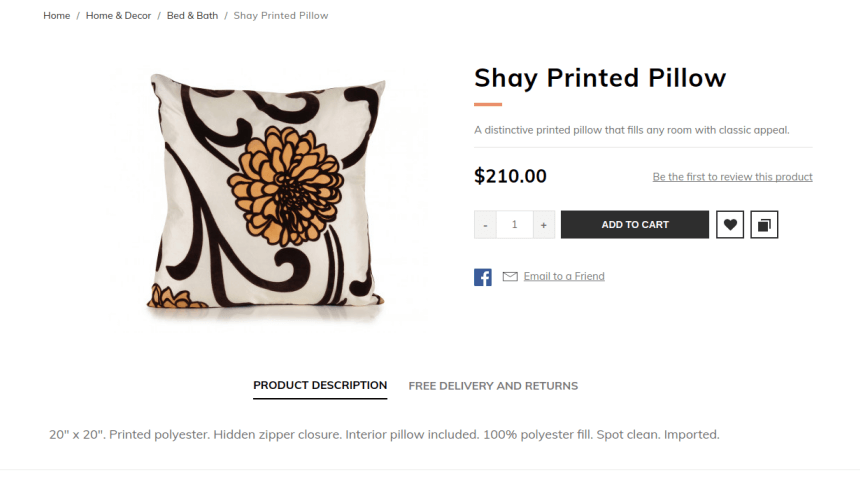 Home / Home & Decor / Bed & Bath / Shay Printed Pillow
Shay Printed Pillow
A distinctive printed pillow that fills any room with classic appeal.
$210.00 Be the first to review this product
- 1 + ADD TO CART
Email to a Friend
PRODUCT DESCRIPTION FREE DELIVERY AND RETURNS
20" x 20". Printed polyester. Hidden zipper closure. Interior pillow included. 100% polyester fill. Spot clean. Imported.